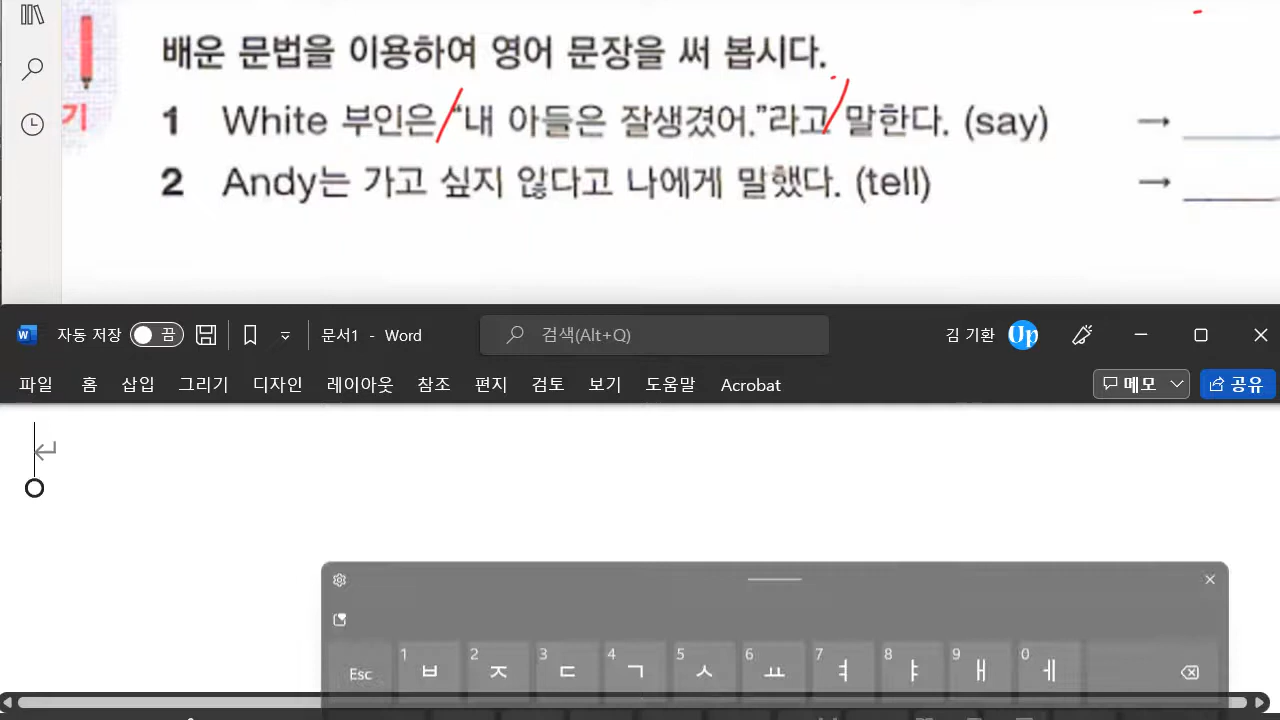 배운 문법을 이용하여 영어 문장을 써 봅시다.
기
1 White 부인은 “내 아들은 잘생겼어.”라고 말한다. (say) → ______
2 Andy는 가고 싶지 않다고 나에게 말했다. (tell) → ______
자동 저장 끔 문서1 - Word 검색(Alt+Q) 김 기환 Up
파일 홈 삽입 그리기 디자인 레이아웃 참조 편지 검토 보기 도움말 Acrobat 메모 공유
1 2 3 4 5 6 7 8 9 0
Esc ㅂ ㅈ ㄷ ㄱ ㅅ ㅛ ㅕ ㅑ ㅐ ㅔ